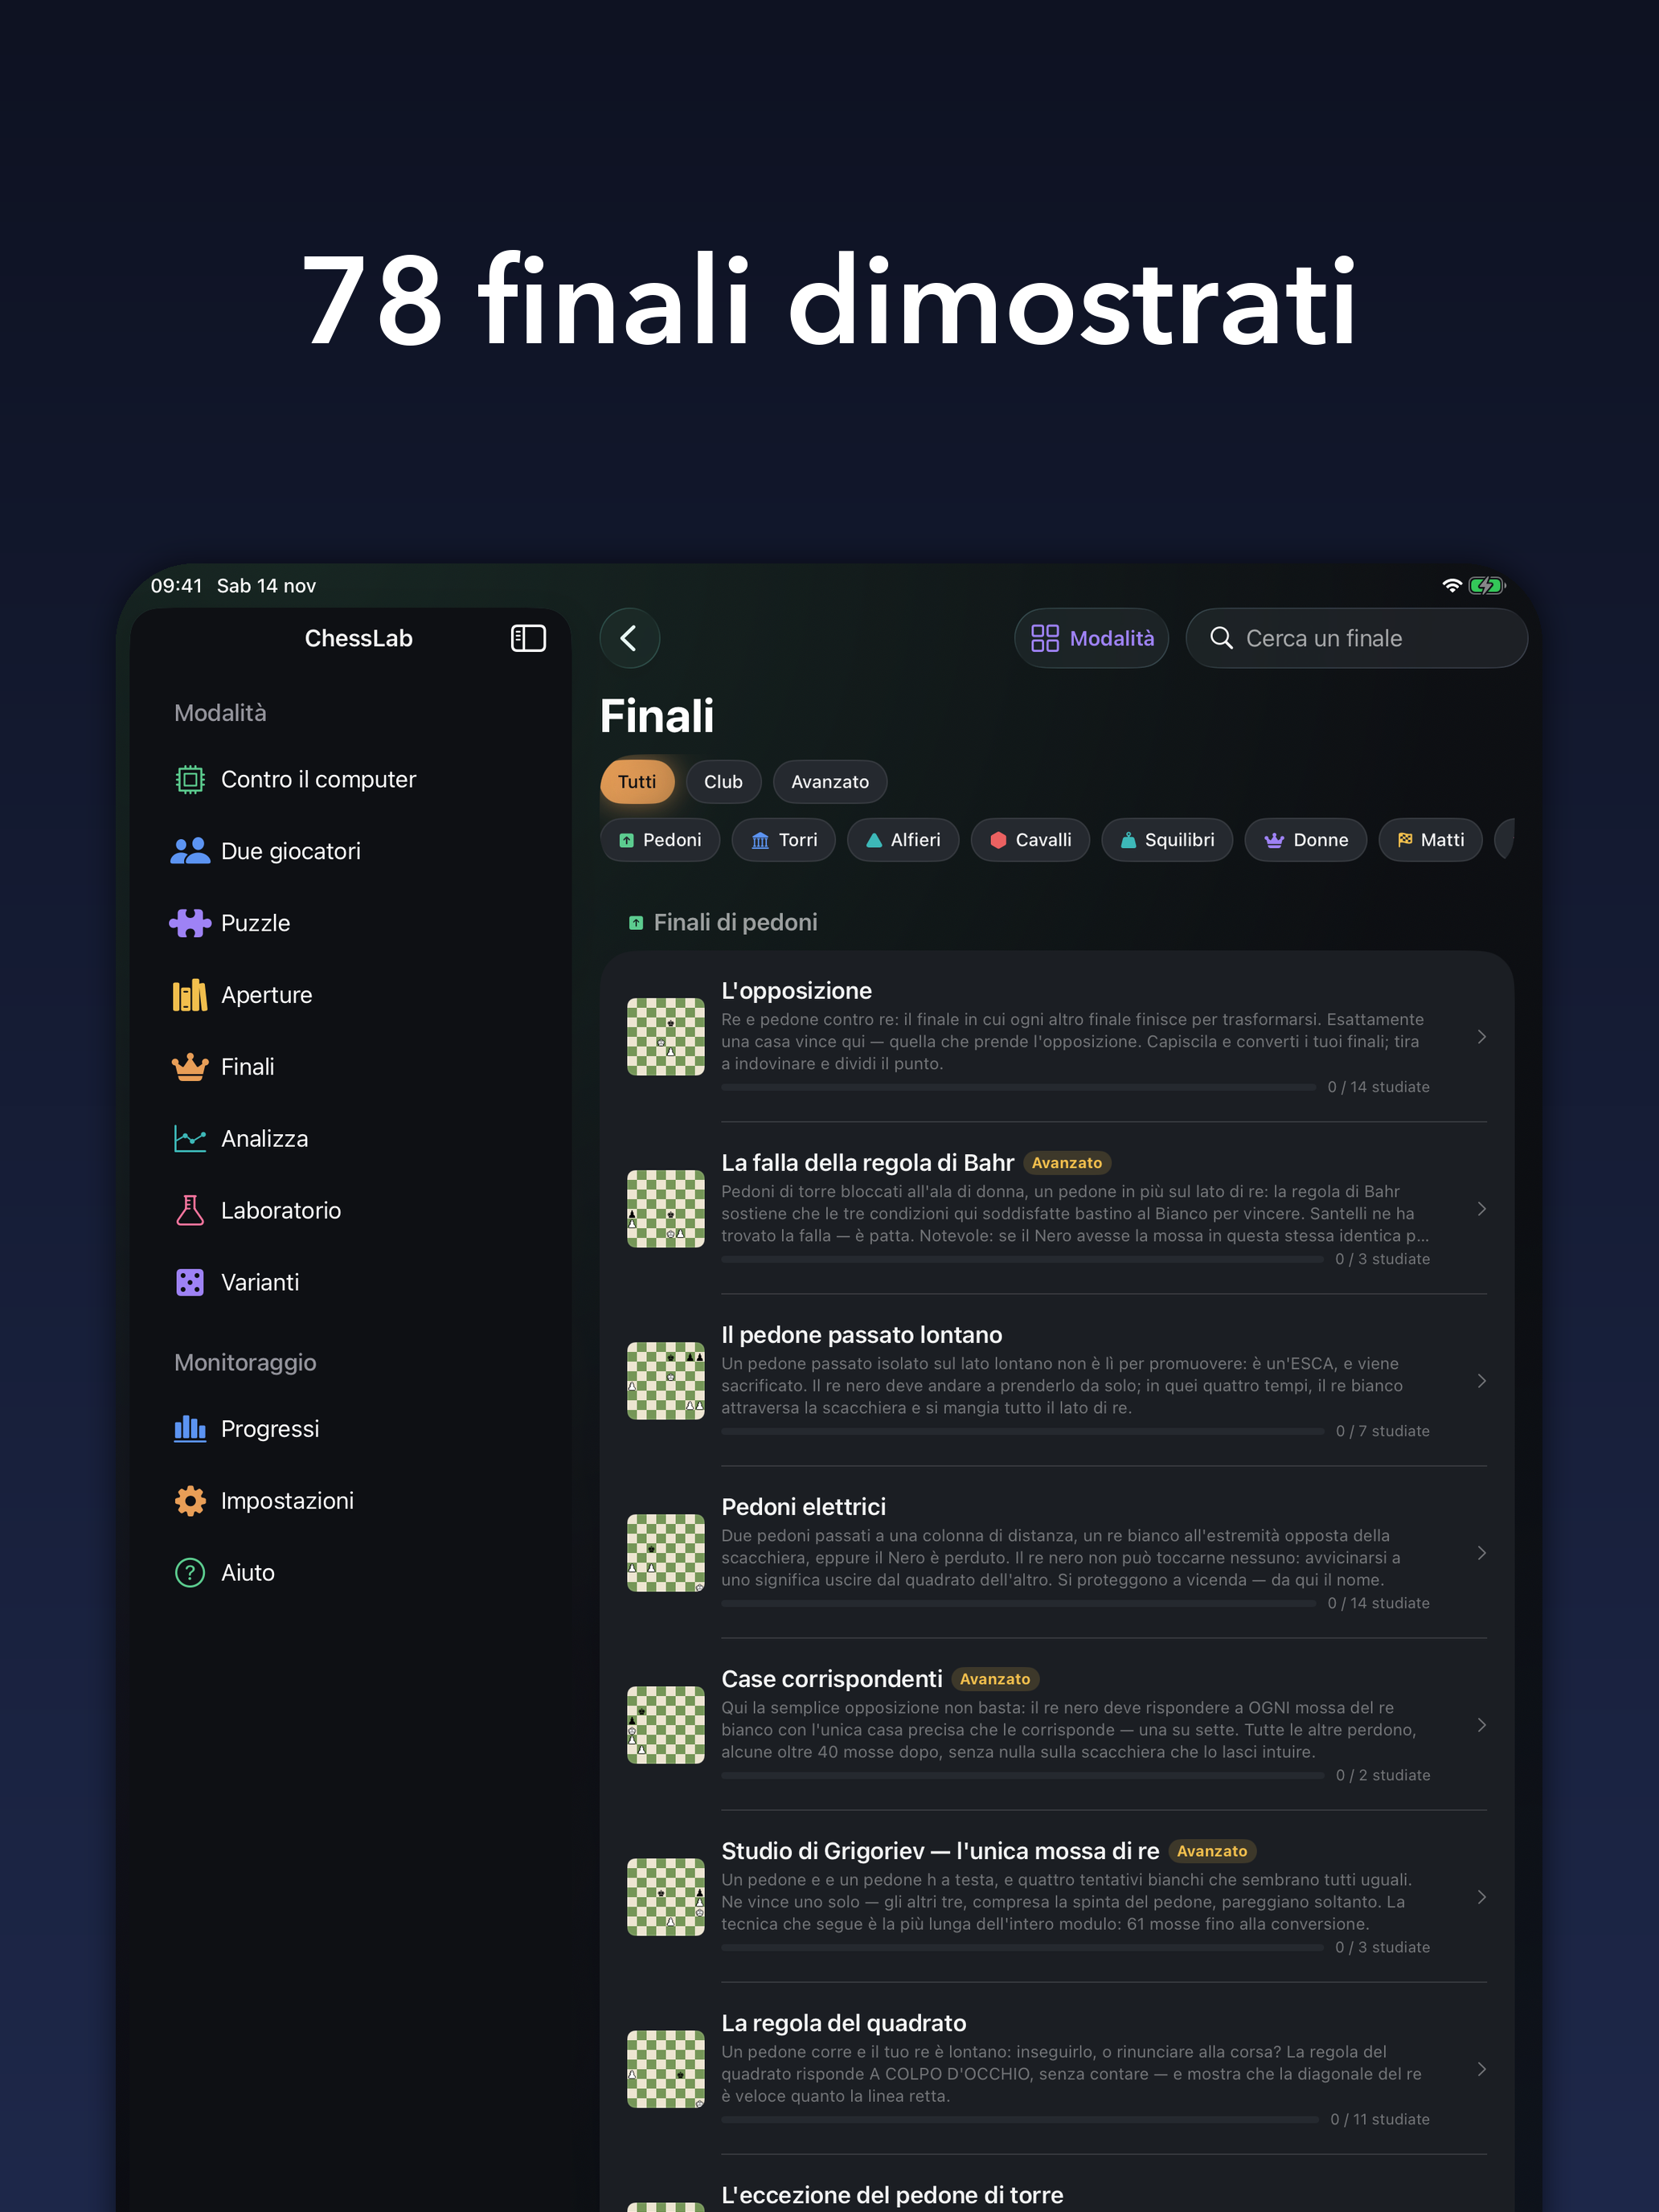 78 finali dimostrati
09:41 Sab 14 nov
ChessLab
Modalità
Contro il computer
Due giocatori
Puzzle
Aperture
Finali
Analizza
Laboratorio
Varianti
Monitoraggio
Progressi
Impostazioni
Aiuto
Modalità
Cerca un finale
Finali
Tutti Club Avanzato
Pedoni Torri Alfieri Cavalli Squilibri Donne Matti
Finali di pedoni
L'opposizione
Re e pedone contro re: il finale in cui ogni altro finale finisce per trasformarsi. Esattamente
una casa vince qui — quella che prende l'opposizione. Capiscila e converti i tuoi finali; tira
a indovinare e dividi il punto.
0 / 14 studiate
La falla della regola di Bahr Avanzato
Pedoni di torre bloccati all'ala di donna, un pedone in più sul lato di re: la regola di Bahr
sostiene che le tre condizioni qui soddisfatte bastino al Bianco per vincere. Santelli ne ha
trovato la falla — è patta. Notevole: se il Nero avesse la mossa in questa stessa identica p...
0 / 3 studiate
Il pedone passato lontano
Un pedone passato isolato sul lato lontano non è lì per promuovere: è un'ESCA, e viene
sacrificato. Il re nero deve andare a prenderlo da solo; in quei quattro tempi, il re bianco
attraversa la scacchiera e si mangia tutto il lato di re.
0 / 7 studiate
Pedoni elettrici
Due pedoni passati a una colonna di distanza, un re bianco all'estremità opposta della
scacchiera, eppure il Nero è perduto. Il re nero non può toccarne nessuno: avvicinarsi a
uno significa uscire dal quadrato dell'altro. Si proteggono a vicenda — da qui il nome.
0 / 14 studiate
Case corrispondenti Avanzato
Qui la semplice opposizione non basta: il re nero deve rispondere a OGNI mossa del re
bianco con l'unica casa precisa che le corrisponde — una su sette. Tutte le altre perdono,
alcune oltre 40 mosse dopo, senza nulla sulla scacchiera che lo lasci intuire.
0 / 2 studiate
Studio di Grigoriev — l'unica mossa di re Avanzato
Un pedone e e un pedone h a testa, e quattro tentativi bianchi che sembrano tutti uguali.
Ne vince uno solo — gli altri tre, compresa la spinta del pedone, pareggiano soltanto. La
tecnica che segue è la più lunga dell'intero modulo: 61 mosse fino alla conversione.
0 / 3 studiate
La regola del quadrato
Un pedone corre e il tuo re è lontano: inseguirlo, o rinunciare alla corsa? La regola del
quadrato risponde A COLPO D'OCCHIO, senza contare — e mostra che la diagonale del re
è veloce quanto la linea retta.
0 / 11 studiate
L'eccezione del pedone di torre